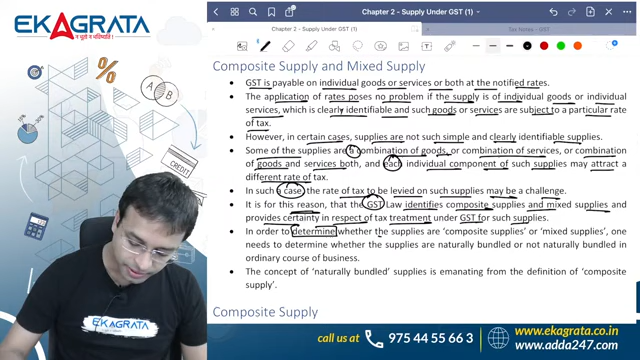 EKAGRATA
Chapter 2 - Supply Under GST (1)
Chapter 2 - Supply Under GST (1)
Tax Notes - GST
Composite Supply and Mixed Supply
• GST is payable on individual goods or services or both at the notified rates.
• The application of rates poses no problem if the supply is of individual goods or individual
services, which is clearly identifiable and such goods or services are subject to a particular rate
of tax.
• However, in certain cases, supplies are not such simple and clearly identifiable supplies.
• Some of the supplies are a combination of goods, or combination of services, or combination
of goods and services both, and each individual component of such supplies may attract a
different rate of tax.
• In such a case, the rate of tax to be levied on such supplies may be a challenge.
• It is for this reason, that the GST Law identifies composite supplies and mixed supplies and
provides certainty in respect of tax treatment under GST for such supplies.
• In order to determine whether the supplies are 'composite supplies' or 'mixed supplies', one
needs to determine whether the supplies are naturally bundled or not naturally bundled in
ordinary course of business.
• The concept of 'naturally bundled' supplies is emanating from the definition of 'composite
supply'.
Composite Supply
%
A
B
CREDIT
EKAGRATA
call us at
975 44 55 66 3
www.ekagrata.co.in
www.adda247.com